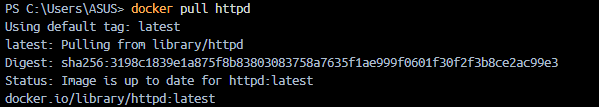 PS C:\Users\ASUS> docker pull httpd
Using default tag: latest
latest: Pulling from library/httpd
Digest: sha256:3198c1839e1a875f8b83803083758a7635f1ae999f0601f30f2f3b8ce2ac99e3
Status: Image is up to date for httpd:latest
docker.io/library/httpd:latest